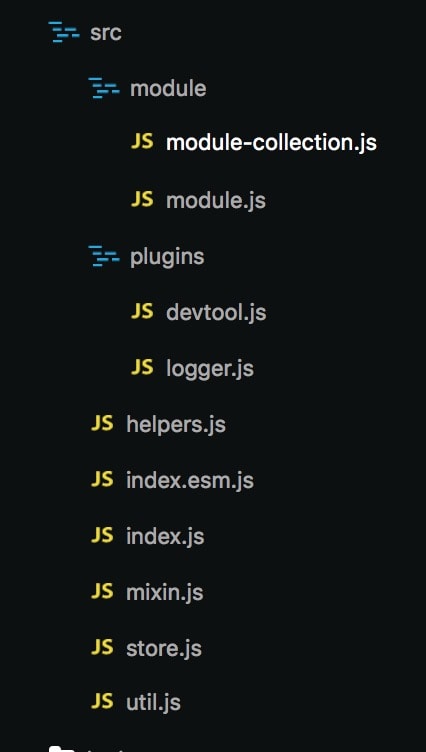 src
module
JS module-collection.js
JS module.js
plugins
JS devtool.js
JS logger.js
JS helpers.js
JS index.esm.js
JS index.js
JS mixin.js
JS store.js
JS util.js